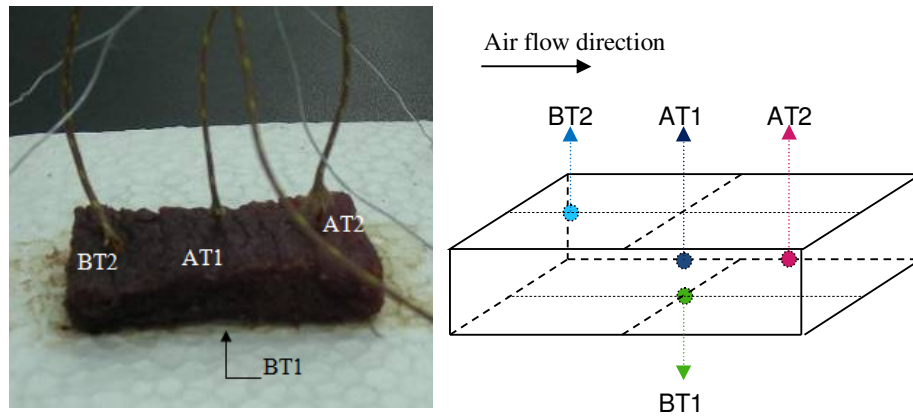 BT2
AT1
AT2
BT1
Air flow direction
BT2 AT1 AT2
BT1